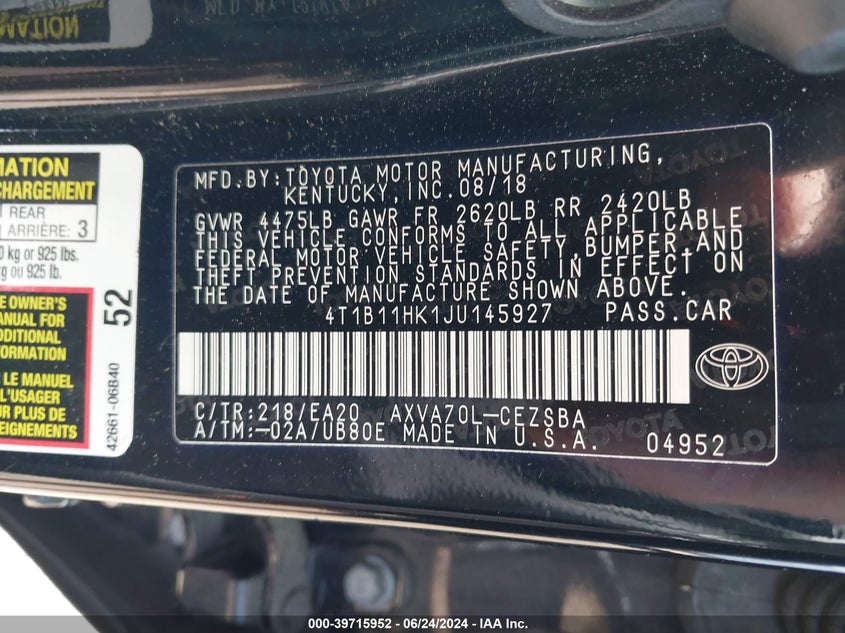 MATION
MATION
CHARGEMENT
REAR
ARRIÈRE: 3
0 kg or 925 lbs.
kg ou 925 lb.
E OWNER'S
MANUAL FOR
ADDITIONAL
FORMATION
LE MANUEL
L'USAGER
R PLUS DE
52
42661-06B40
MFD.BY:TOYOTA MOTOR MANUFACTURING,
KENTUCKY,INC.08/18
GVWR 4475LB GAWR FR 2620LB RR 2420LB
THIS VEHICLE CONFORMS TO ALL APPLICABLE
FEDERAL MOTOR VEHICLE SAFETY,BUMPER,AND
THEFT PREVENTION STANDARDS IN EFFECT ON
THE DATE OF MANUFACTURE SHOWN ABOVE.
4T1B11HK1JU145927 PASS.CAR
C/TR:218/EA20 AXVA70L-CEZSBA
A/TM:-02A/UB80E MADE IN U.S.A. 04952
000-39715952 / 06/24/2024 - IAA Inc.